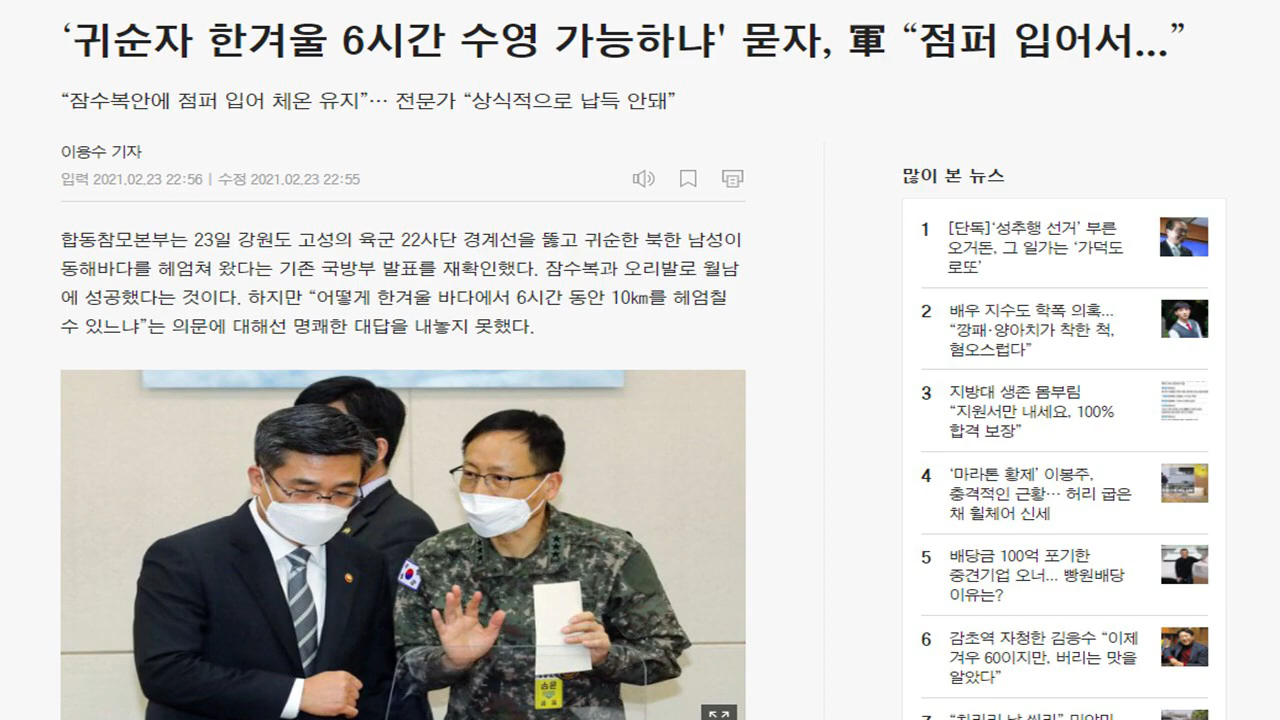 ‘귀순자 한겨울 6시간 수영 가능하냐' 묻자, 軍 “점퍼 입어서...”
“잠수복안에 점퍼 입어 체온 유지”… 전문가 “상식적으로 납득 안돼”
이용수 기자
입력 2021.02.23 22:56 | 수정 2021.02.23 22:55
합동참모본부는 23일 강원도 고성의 육군 22사단 경계선을 뚫고 귀순한 북한 남성이
동해바다를 헤엄쳐 왔다는 기존 국방부 발표를 재확인했다. 잠수복과 오리발로 월남
에 성공했다는 것이다. 하지만 “어떻게 한겨울 바다에서 6시간 동안 10㎞를 헤엄칠
수 있느냐”는 의문에 대해선 명쾌한 대답을 내놓지 못했다.
많이 본 뉴스
1 [단독]‘성추행 선거’ 부른
오거돈, 그 일가는 ‘가덕도
로또’
2 배우 지수도 학폭 의혹...
“깡패·양아치가 착한 척,
혐오스럽다”
3 지방대 생존 몸부림
“지원서만 내세요, 100%
합격 보장”
4 ‘마라톤 황제’ 이봉주,
충격적인 근황… 허리 굽은
채 휠체어 신세
5 배당금 100억 포기한
중견기업 오너... 빵원배당
이유는?
6 감초역 자청한 김응수 “이제
겨우 60이지만, 버리는 맛을
알았다”